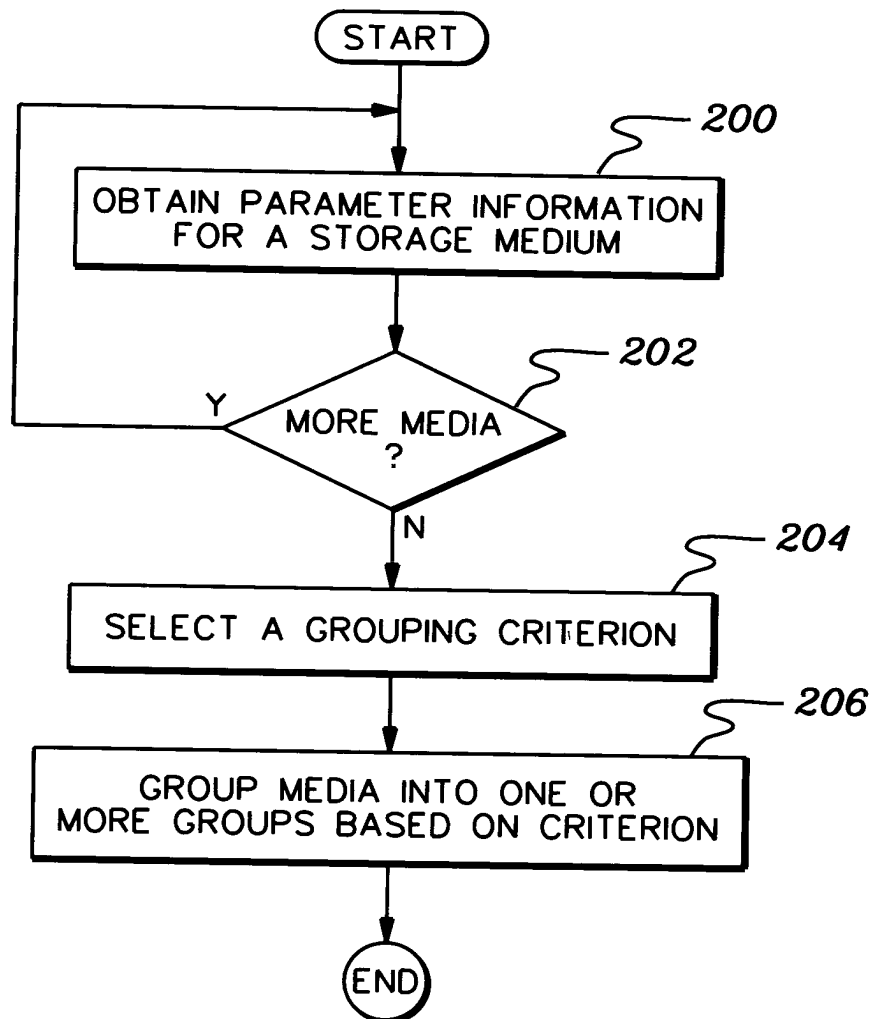 START
200
OBTAIN PARAMETER INFORMATION
FOR A STORAGE MEDIUM
202
Y
MORE MEDIA
?
N
204
SELECT A GROUPING CRITERION
206
GROUP MEDIA INTO ONE OR
MORE GROUPS BASED ON CRITERION
END